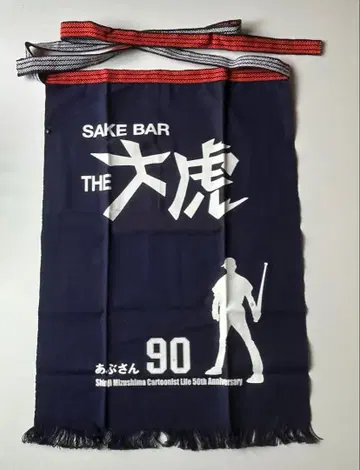 SAKE BAR
THE 大虎
あぶさん 90
Shinji Mizushima Cartoonist Life 50th Anniversary